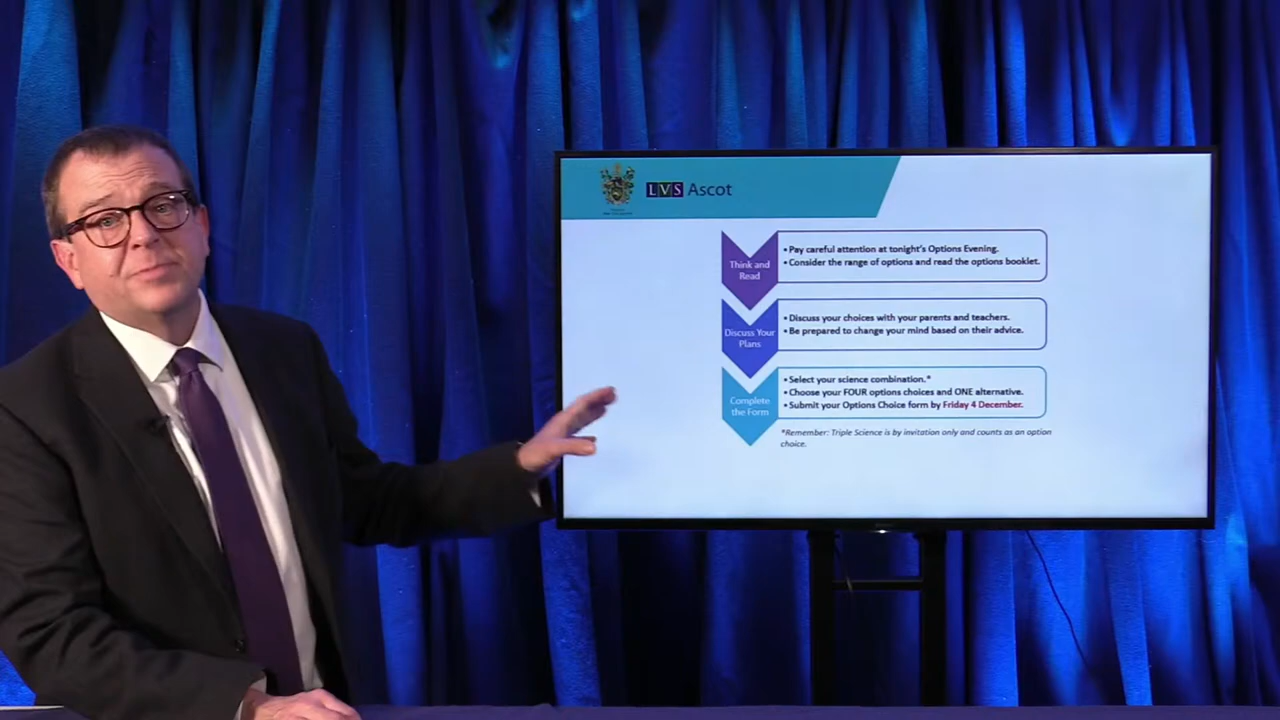 LVS Ascot
Think and
Read
• Pay careful attention at tonight's Options Evening.
• Consider the range of options and read the options booklet.
Discuss Your
Plans
• Discuss your choices with your parents and teachers.
• Be prepared to change your mind based on their advice.
Complete
the Form
• Select your science combination.*
• Choose your FOUR options choices and ONE alternative.
• Submit your Options Choice form by Friday 4 December.
*Remember: Triple Science is by invitation only and counts as an option
choice.